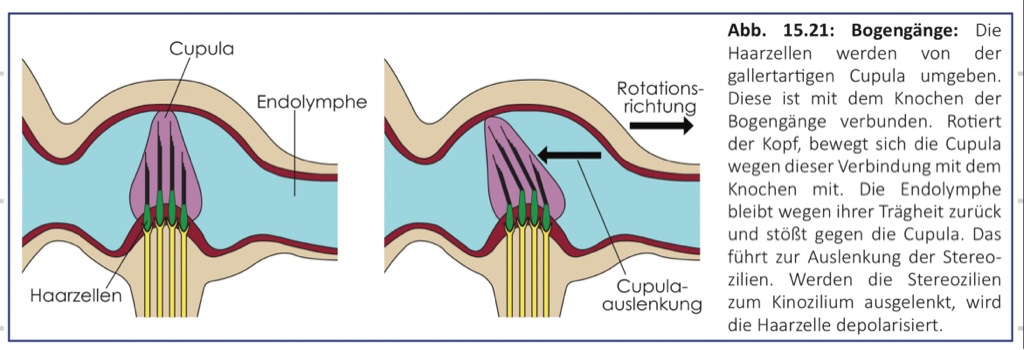 Cupula
Endolymphe
Haarzellen
Rotations-
richtung
Cupula-
auslenkung
Abb. 15.21: Bogengänge: Die
Haarzellen werden von der
gallertartigen Cupula umgeben.
Diese ist mit dem Knochen der
Bogengänge verbunden. Rotiert
der Kopf, bewegt sich die Cupula
wegen dieser Verbindung mit dem
Knochen mit. Die Endolymphe
bleibt wegen ihrer Trägheit zurück
und stößt gegen die Cupula. Das
führt zur Auslenkung der Stereo-
zilien. Werden die Stereozilien
zum Kinozilium ausgelenkt, wird
die Haarzelle depolarisiert.